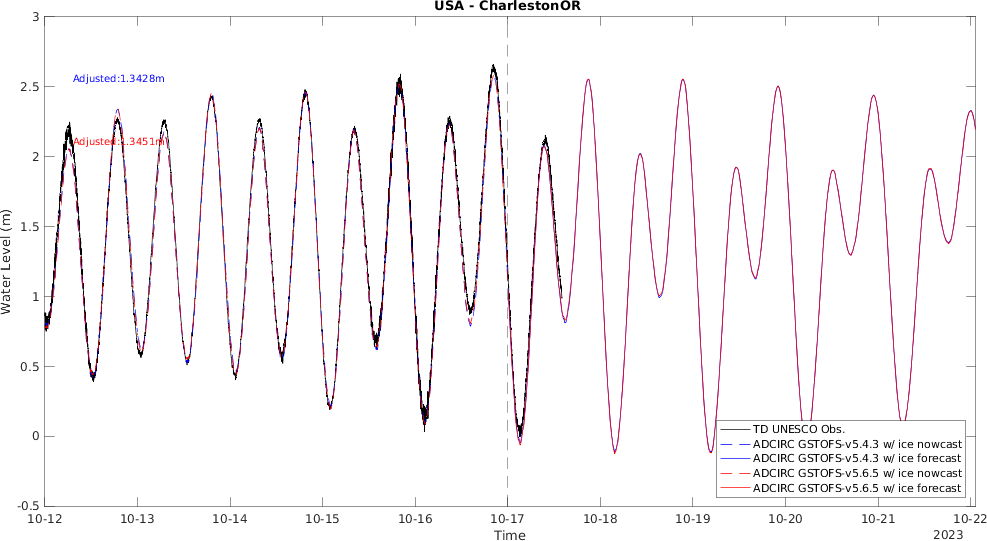 USA - CharlestonOR
3
2.5
2
1.5
1
0.5
0
-0.5
Water Level (m)
Adjusted:1.3428m
Adjusted:1.3451m
TD UNESCO Obs.
ADCIRC GSTOFS-v5.4.3 w/ ice nowcast
ADCIRC GSTOFS-v5.4.3 w/ ice forecast
ADCIRC GSTOFS-v5.6.5 w/ ice nowcast
ADCIRC GSTOFS-v5.6.5 w/ ice forecast
10-12 10-13 10-14 10-15 10-16 10-17 10-18 10-19 10-20 10-21 10-22
Time
2023